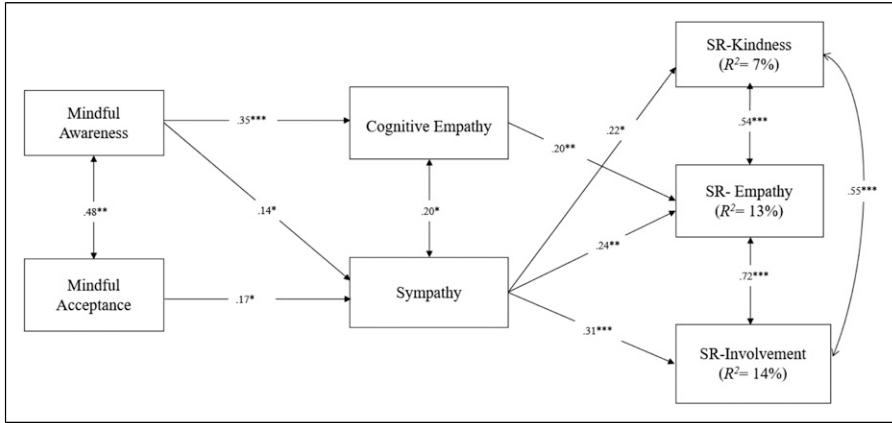 SR-Kindness
(R²= 7%)
Mindful
Awareness
.35***
Cognitive Empathy
.22*
.54***
.20**
SR- Empathy
(R²= 13%)
.55***
.48**
.14*
.20*
.24**
Mindful
Acceptance
.17*
Sympathy
.72***
.31***
SR-Involvement
(R²= 14%)